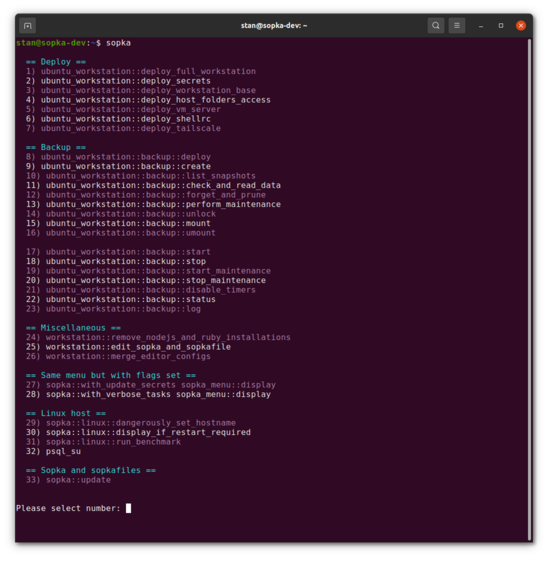 stan@sopka-dev: ~
stan@sopka-dev:~$ sopka
== Deploy ==
1) ubuntu_workstation::deploy_full_workstation
2) ubuntu_workstation::deploy_secrets
3) ubuntu_workstation::deploy_workstation_base
4) ubuntu_workstation::deploy_host_folders_access
5) ubuntu_workstation::deploy_vm_server
6) ubuntu_workstation::deploy_shellrc
7) ubuntu_workstation::deploy_tailscale
== Backup ==
8) ubuntu_workstation::backup::deploy
9) ubuntu_workstation::backup::create
10) ubuntu_workstation::backup::list_snapshots
11) ubuntu_workstation::backup::check_and_read_data
12) ubuntu_workstation::backup::forget_and_prune
13) ubuntu_workstation::backup::perform_maintenance
14) ubuntu_workstation::backup::unlock
15) ubuntu_workstation::backup::mount
16) ubuntu_workstation::backup::umount
17) ubuntu_workstation::backup::start
18) ubuntu_workstation::backup::stop
19) ubuntu_workstation::backup::start_maintenance
20) ubuntu_workstation::backup::stop_maintenance
21) ubuntu_workstation::backup::disable_timers
22) ubuntu_workstation::backup::status
23) ubuntu_workstation::backup::log
== Miscellaneous ==
24) workstation::remove_nodejs_and_ruby_installations
25) workstation::edit_sopka_and_sopkafile
26) workstation::merge_editor_configs
== Same menu but with flags set ==
27) sopka::with_update_secrets sopka_menu::display
28) sopka::with_verbose_tasks sopka_menu::display
== Linux host ==
29) sopka::linux::dangerously_set_hostname
30) sopka::linux::display_if_restart_required
31) sopka::linux::run_benchmark
32) psql_su
== Sopka and sopkafiles ==
33) sopka::update
Please select number: